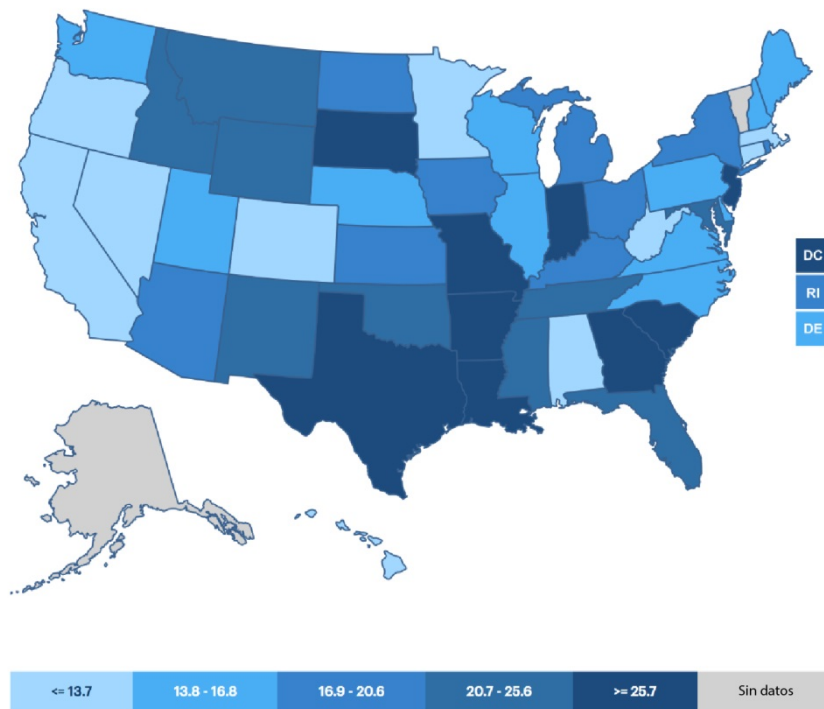 DC
RI
DE
<= 13.7 13.8 - 16.8 16.9 - 20.6 20.7 - 25.6 >= 25.7 Sin datos